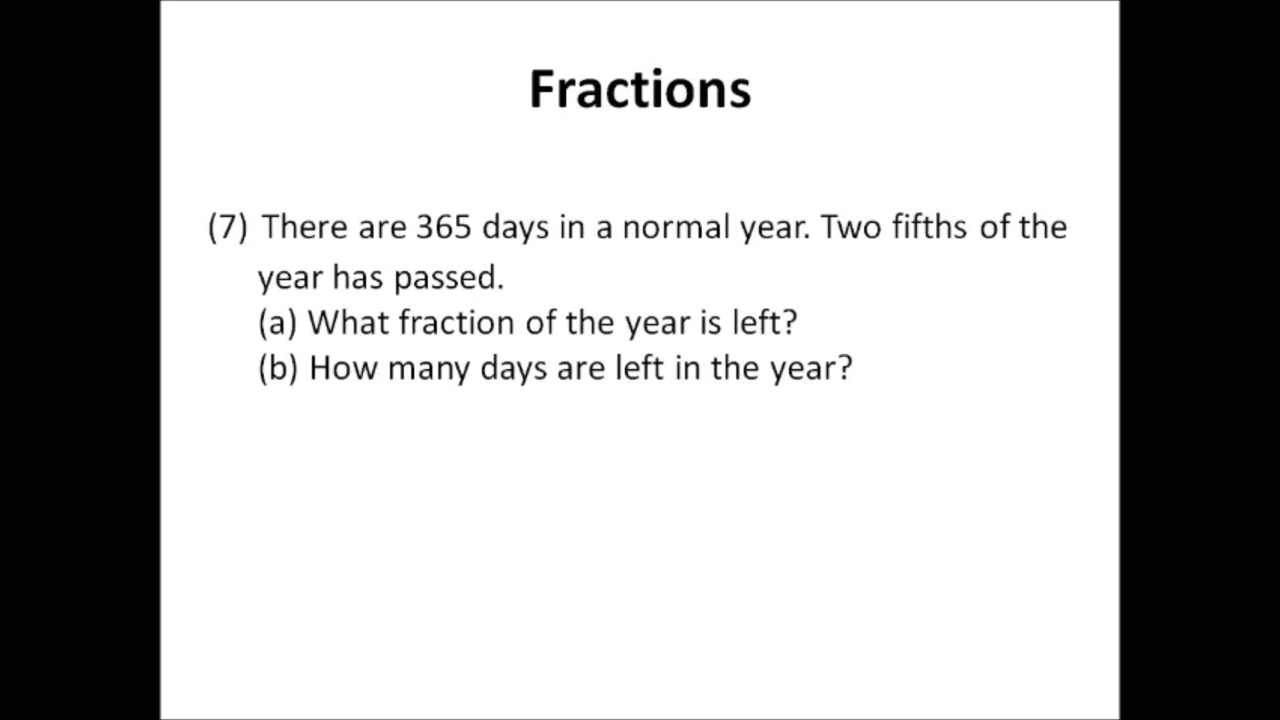 Fractions
(7) There are 365 days in a normal year. Two fifths of the
year has passed.
(a) What fraction of the year is left?
(b) How many days are left in the year?